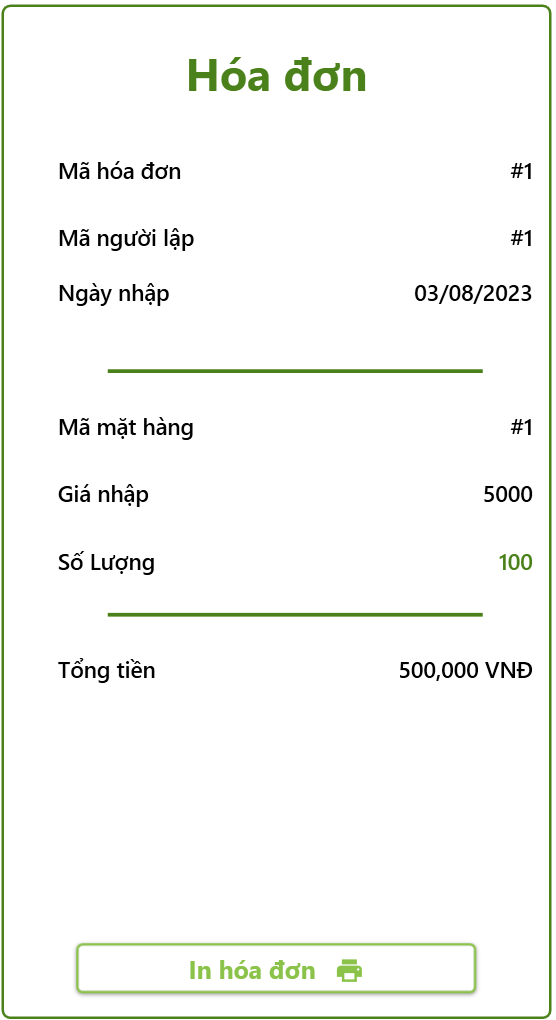 Hóa đơn
Mã hóa đơn #1
Mã người lập #1
Ngày nhập 03/08/2023
Mã mặt hàng #1
Giá nhập 5000
Số Lượng 100
Tổng tiền 500,000 VNĐ
In hóa đơn